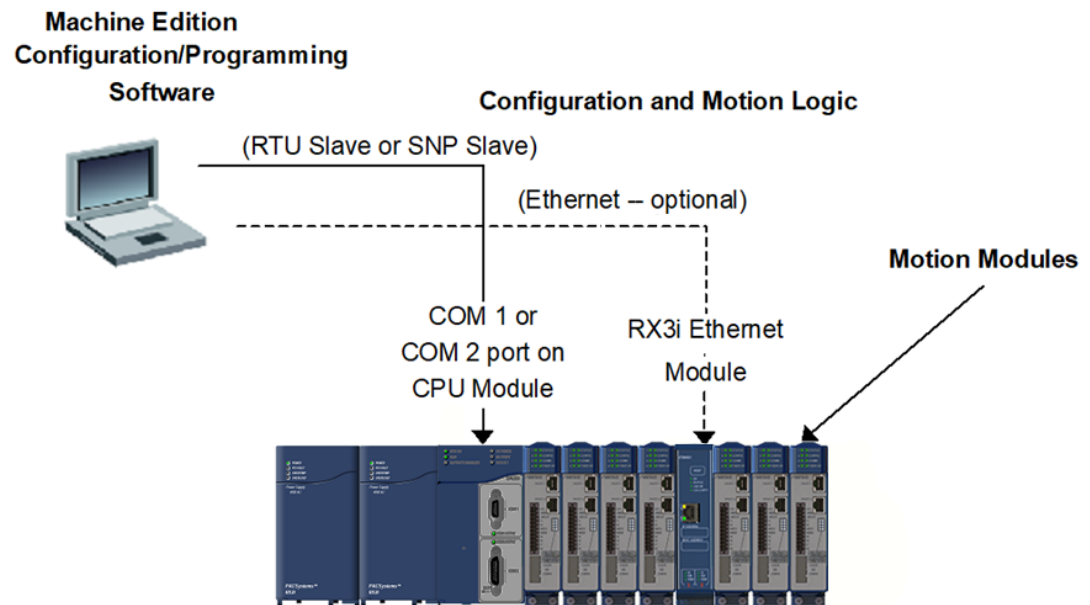 Machine Edition
Configuration/Programming
Software
Configuration and Motion Logic
(RTU Slave or SNP Slave)
(Ethernet -- optional)
Motion Modules
COM 1 or
COM 2 port on
CPU Module
RX3i Ethernet
Module